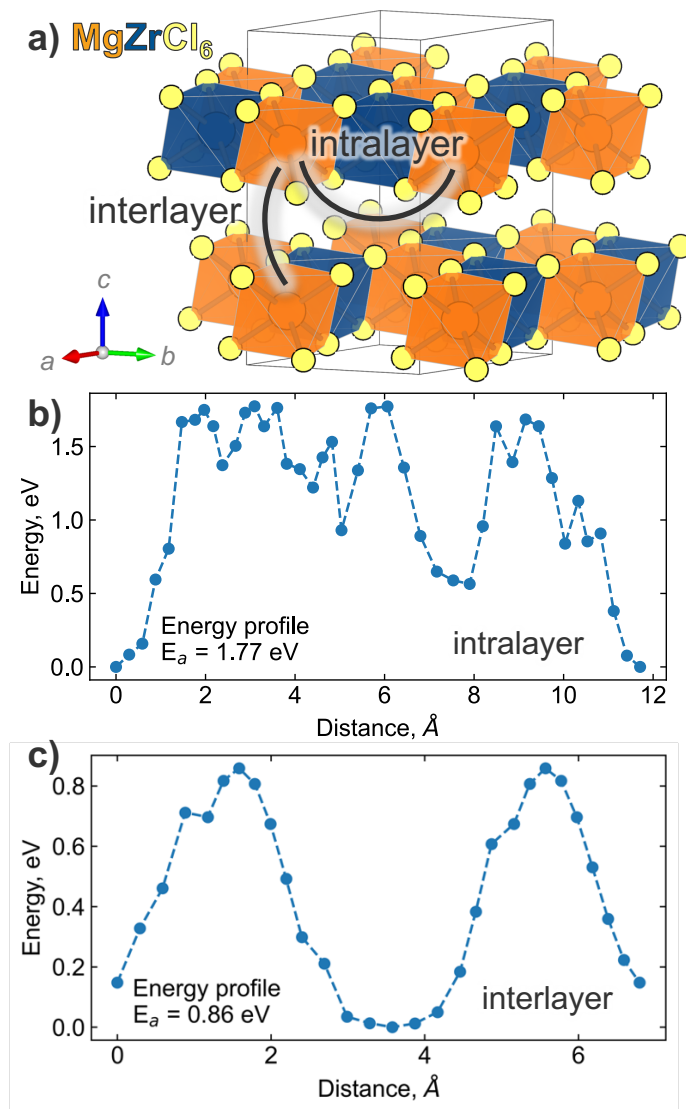 a) MgZrCl₆
intralayer
interlayer
c
a
b
b)
1.5
1.0
0.5
0.0
Energy, eV
Energy profile
Eₐ = 1.77 eV
intralayer
0 2 4 6 8 10 12
Distance, Å
c)
0.8
0.6
0.4
0.2
0.0
Energy, eV
Energy profile
Eₐ = 0.86 eV
interlayer
0 2 4 6
Distance, Å